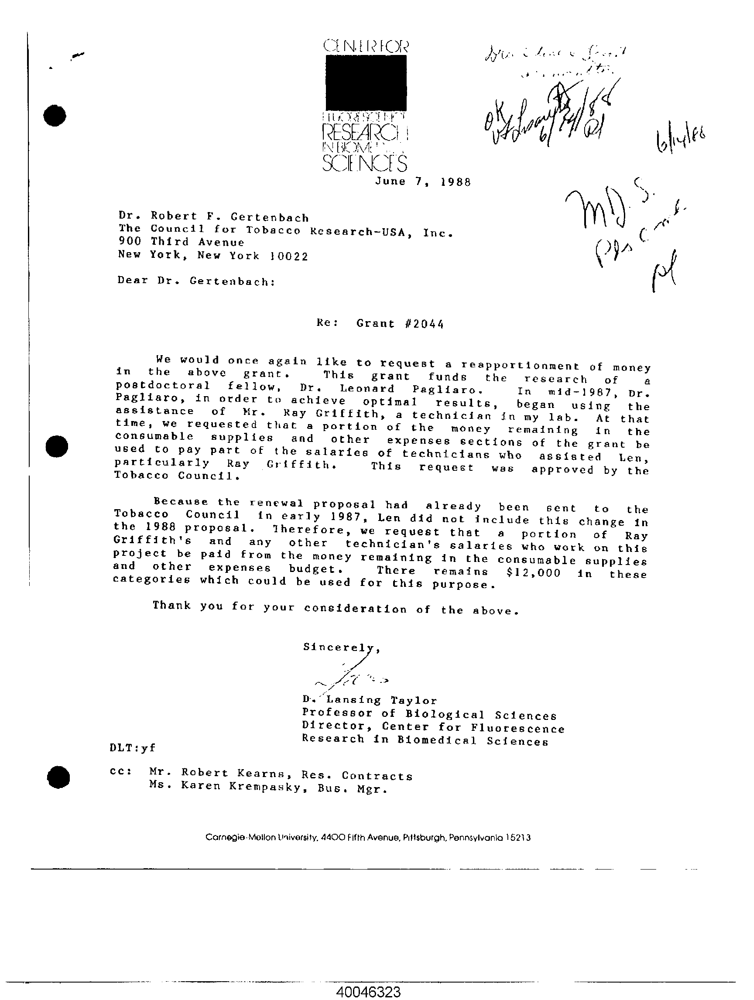 CENTER FOR
FLUORESCENCE
RESEARCH
IN BIOMEDICAL
SCIENCES
June 7, 1988
OK
6/14/88
M.D.S.
Dr. Robert F. Gertenbach
The Council for Tobacco Research-USA, Inc.
900 Third Avenue
New York, New York 10022
Dear Dr. Gertenbach:
Re: Grant #2044
We would once again like to request a reapportionment of money
in the above grant. This grant funds the research of a
postdoctoral fellow, Dr. Leonard Pagliaro. In mid-1987, Dr.
Pagliaro, in order to achieve optimal results, began using the
assistance of Mr. Ray Griffith, a technician in my lab. At that
time, we requested that a portion of the money remaining in the
consumable supplies and other expenses sections of the grant be
used to pay part of the salaries of technicians who assisted Len,
particularly Ray Griffith. This request was approved by the
Tobacco Council.
Because the renewal proposal had already been sent to the
Tobacco Council in early 1987, Len did not include this change in
the 1988 proposal. Therefore, we request that a portion of Ray
Griffith's and any other technician's salaries who work on this
project be paid from the money remaining in the consumable supplies
and other expenses budget. There remains $12,000 in these
categories which could be used for this purpose.
Thank you for your consideration of the above.
Sincerely,
D. Lansing Taylor
Professor of Biological Sciences
Director, Center for Fluorescence
Research in Biomedical Sciences
DLT:yf
cc: Mr. Robert Kearns, Res. Contracts
Ms. Karen Krempasky, Bus. Mgr.
Carnegie-Mellon University, 4400 Fifth Avenue, Pittsburgh, Pennsylvania 15213
40046323